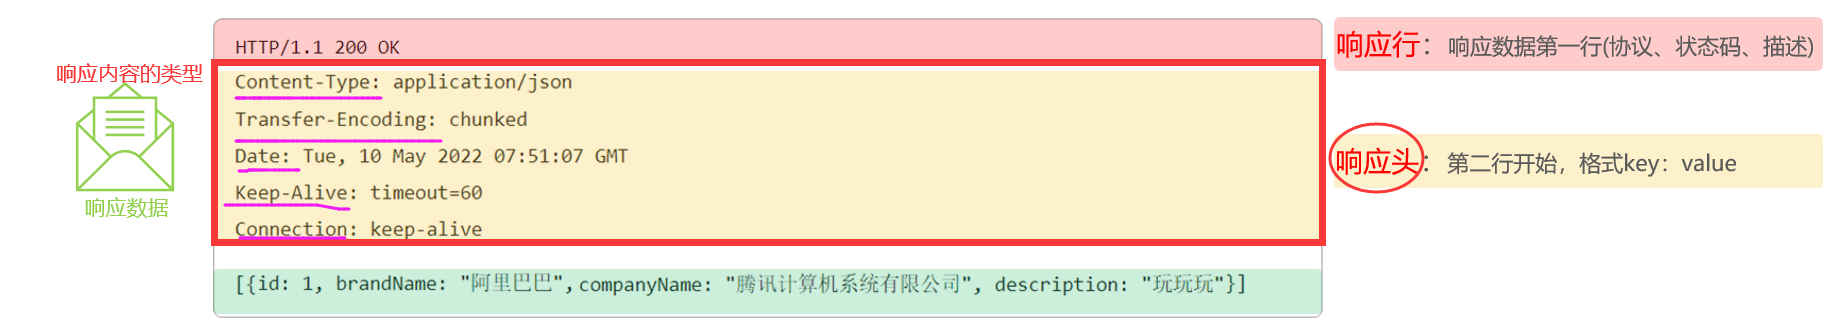 HTTP/1.1 200 OK
响应行：响应数据第一行(协议、状态码、描述)
响应内容的类型
Content-Type: application/json
Transfer-Encoding: chunked
Date: Tue, 10 May 2022 07:51:07 GMT
响应头：第二行开始，格式key：value
Keep-Alive: timeout=60
响应数据
Connection: keep-alive
[{id: 1, brandName: "阿里巴巴",companyName: "腾讯计算机系统有限公司", description: "玩玩玩"}]